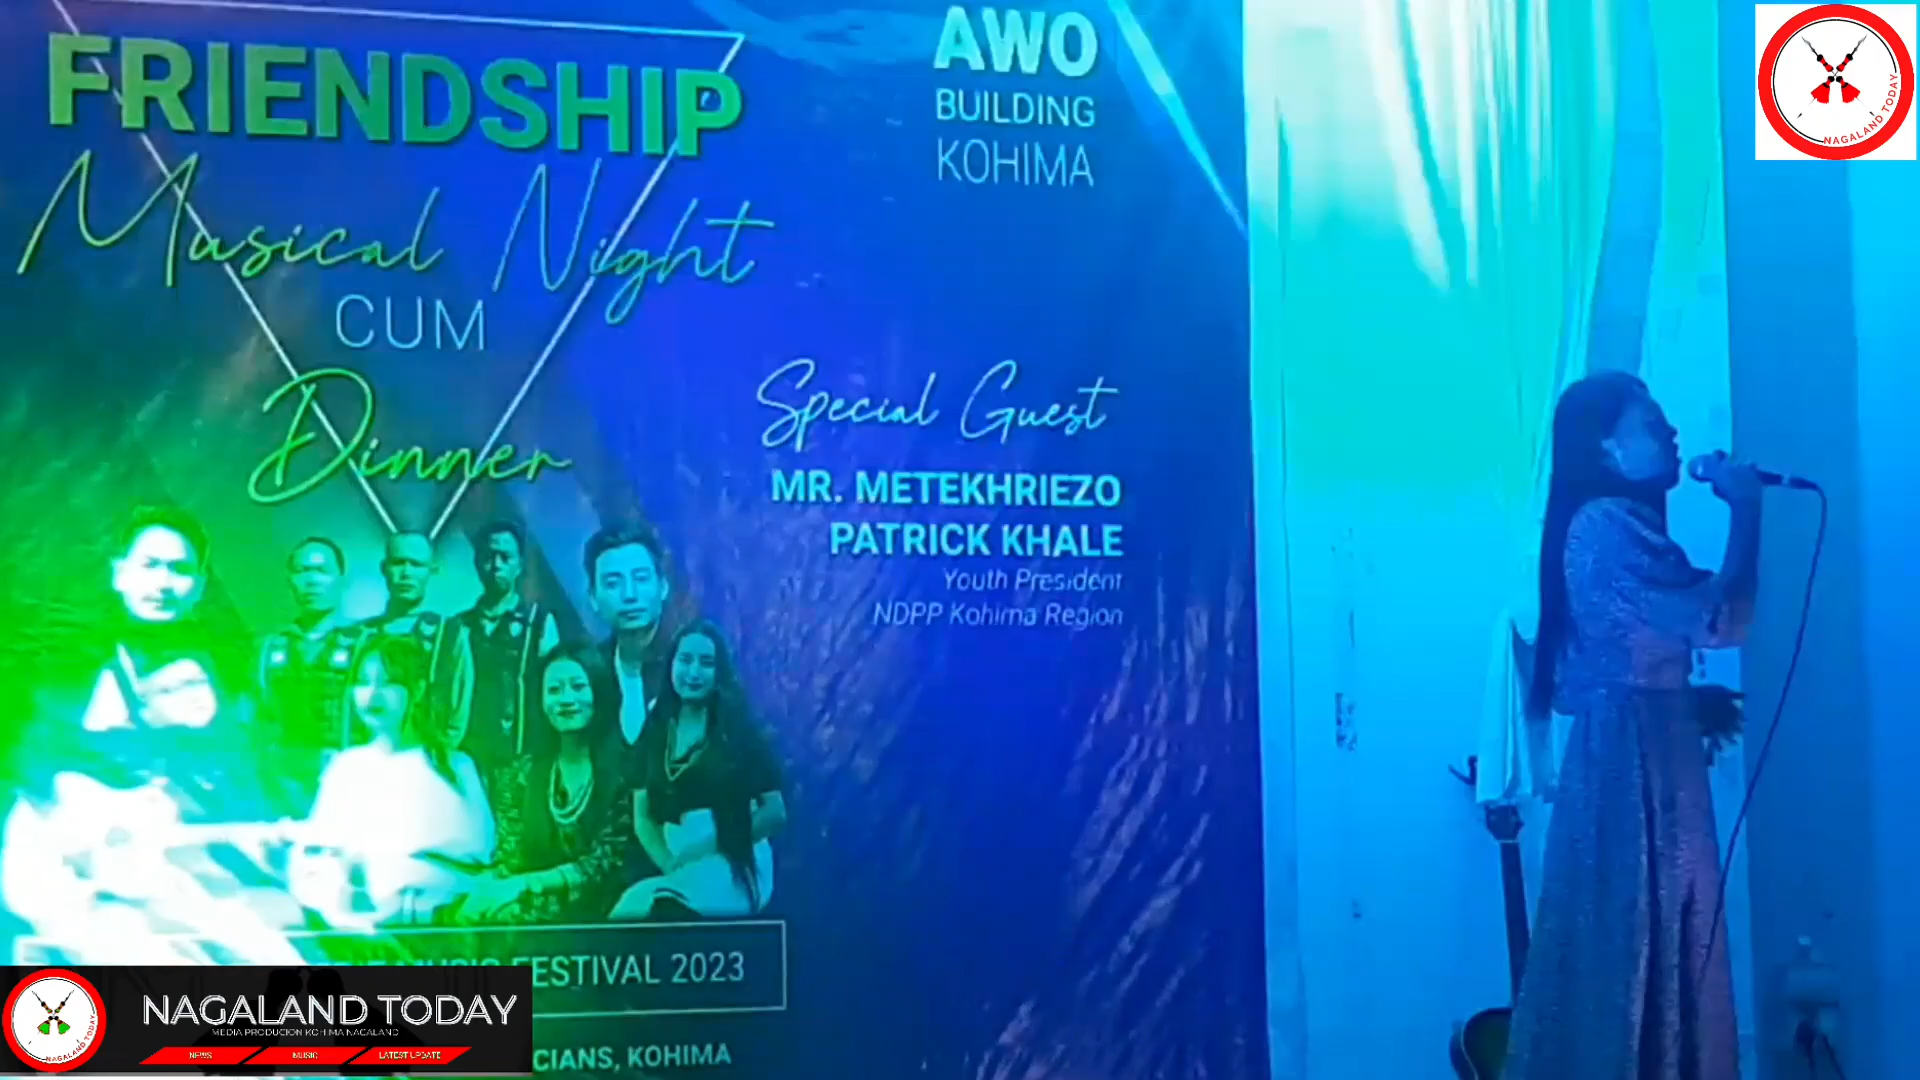 FRIENDSHIP
Musical Night
CUM
Dinner
AWO
BUILDING
KOHIMA
Special Guest
MR. METEKHRIEZO
PATRICK KHALE
Youth President
NDPP Kohima Region
MUSIC FESTIVAL 2023
CIANS, KOHIMA
NAGALAND TODAY
NAGALAND TODAY
NAGALAND TODAY
MEDIA PRODUCION KOHIMA NAGALAND
NEWS
MUSIC
LATEST UPDATE